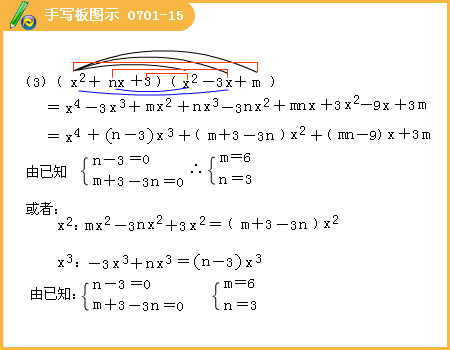 手写板图示 0701-15
(3) ( x²+ nx +3 ) ( x² -3x+ m )
= x⁴ -3x³+ mx² + nx³ -3nx² + mnx +3x² -9x +3m
= x⁴ + (n-3)x³ + ( m+3-3n )x² + (mn-9)x +3m
由已知 { n-3=0 ∴ { m=6
m+3-3n=0 n=3
或者:
x²: mx² -3nx² +3x² = ( m+3-3n )x²
x³: -3x³+nx³ = (n-3)x³
由已知: { n-3=0 { m=6
m+3-3n=0 n=3